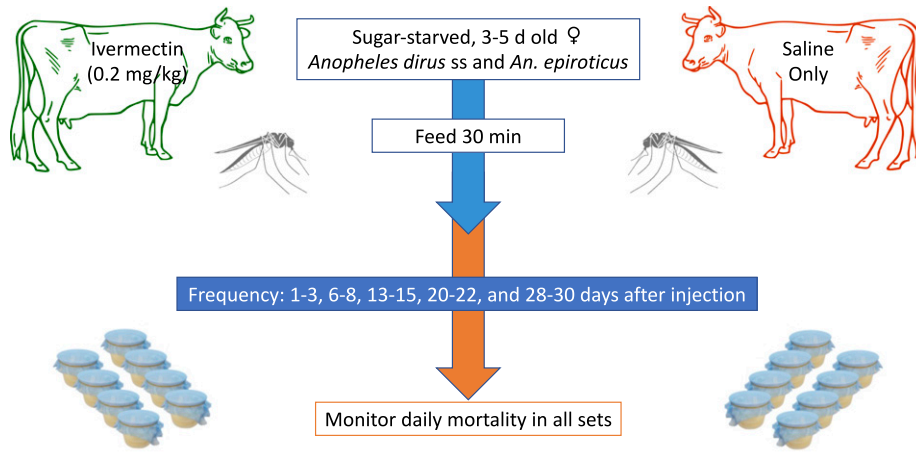 Ivermectin
(0.2 mg/kg)
Sugar-starved, 3-5 d old ♀
Anopheles dirus ss and An. epiroticus
Saline
Only
Feed 30 min
Frequency: 1-3, 6-8, 13-15, 20-22, and 28-30 days after injection
Monitor daily mortality in all sets